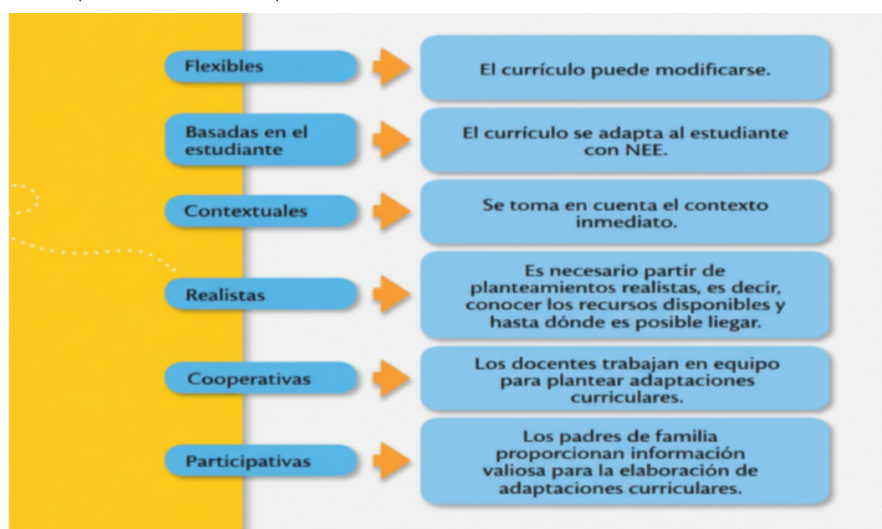 Flexibles
El currículo puede modificarse.
Basadas en el
estudiante
El currículo se adapta al estudiante
con NEE.
Contextuales
Se toma en cuenta el contexto
inmediato.
Realistas
Es necesario partir de
planteamientos realistas, es decir,
conocer los recursos disponibles y
hasta dónde es posible liegar.
Cooperativas
Los docentes trabajan en equipo
para plantear adaptaciones
curriculares.
Participativas
Los padres de familia
proporcionan información
valiosa para la elaboración de
adaptaciones curriculares.